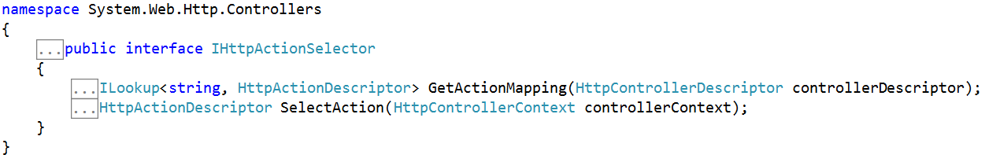 namespace System.Web.Http.Controllers
{
...public interface IHttpActionSelector
{
...ILookup<string, HttpActionDescriptor> GetActionMapping(HttpControllerDescriptor controllerDescriptor);
...HttpActionDescriptor SelectAction(HttpControllerContext controllerContext);
}
}